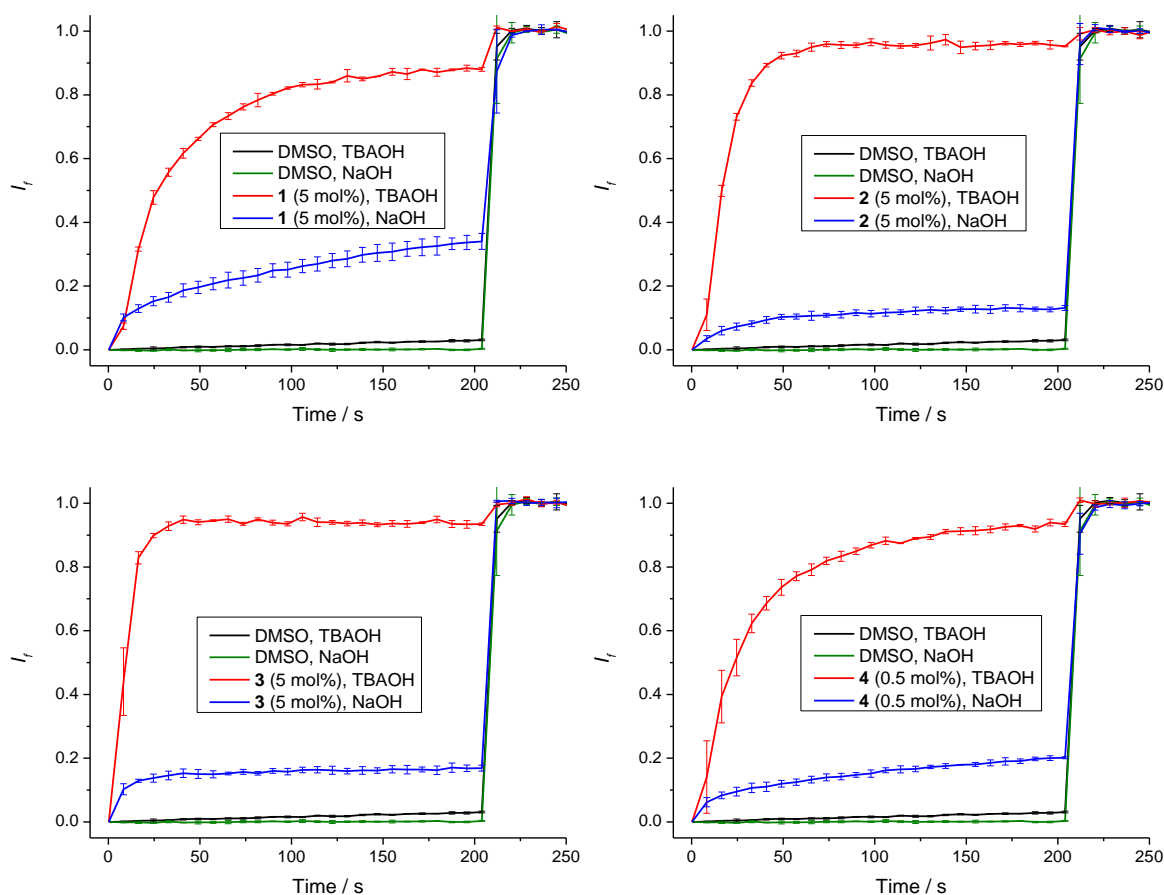 1.0
0.8
0.6
0.4
0.2
0.0
I_f
DMSO, TBAOH
DMSO, NaOH
1 (5 mol%), TBAOH
1 (5 mol%), NaOH
0 50 100 150 200 250
Time / s
1.0
0.8
0.6
0.4
0.2
0.0
I_f
DMSO, TBAOH
DMSO, NaOH
2 (5 mol%), TBAOH
2 (5 mol%), NaOH
0 50 100 150 200 250
Time / s
1.0
0.8
0.6
0.4
0.2
0.0
I_f
DMSO, TBAOH
DMSO, NaOH
3 (5 mol%), TBAOH
3 (5 mol%), NaOH
0 50 100 150 200 250
Time / s
1.0
0.8
0.6
0.4
0.2
0.0
I_f
DMSO, TBAOH
DMSO, NaOH
4 (0.5 mol%), TBAOH
4 (0.5 mol%), NaOH
0 50 100 150 200 250
Time / s